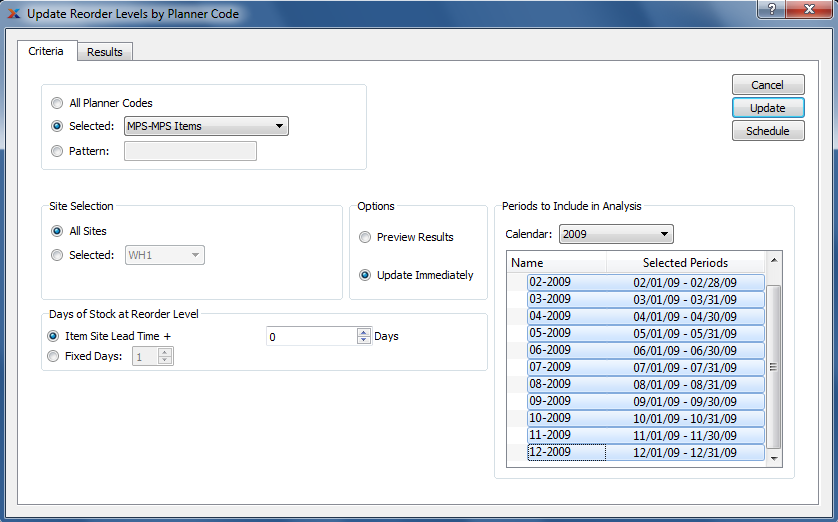 Update Reorder Levels by Planner Code
Criteria
Results
All Planner Codes
Selected: MPS-MPS Items
Pattern:
Cancel
Update
Schedule
Site Selection
All Sites
Selected: WH1
Options
Preview Results
Update Immediately
Days of Stock at Reorder Level
Item Site Lead Time + 0 Days
Fixed Days: 1
Periods to Include in Analysis
Calendar: 2009
Name Selected Periods
02-2009 02/01/09 - 02/28/09
03-2009 03/01/09 - 03/31/09
04-2009 04/01/09 - 04/30/09
05-2009 05/01/09 - 05/31/09
06-2009 06/01/09 - 06/30/09
07-2009 07/01/09 - 07/31/09
08-2009 08/01/09 - 08/31/09
09-2009 09/01/09 - 09/30/09
10-2009 10/01/09 - 10/31/09
11-2009 11/01/09 - 11/30/09
12-2009 12/01/09 - 12/31/09